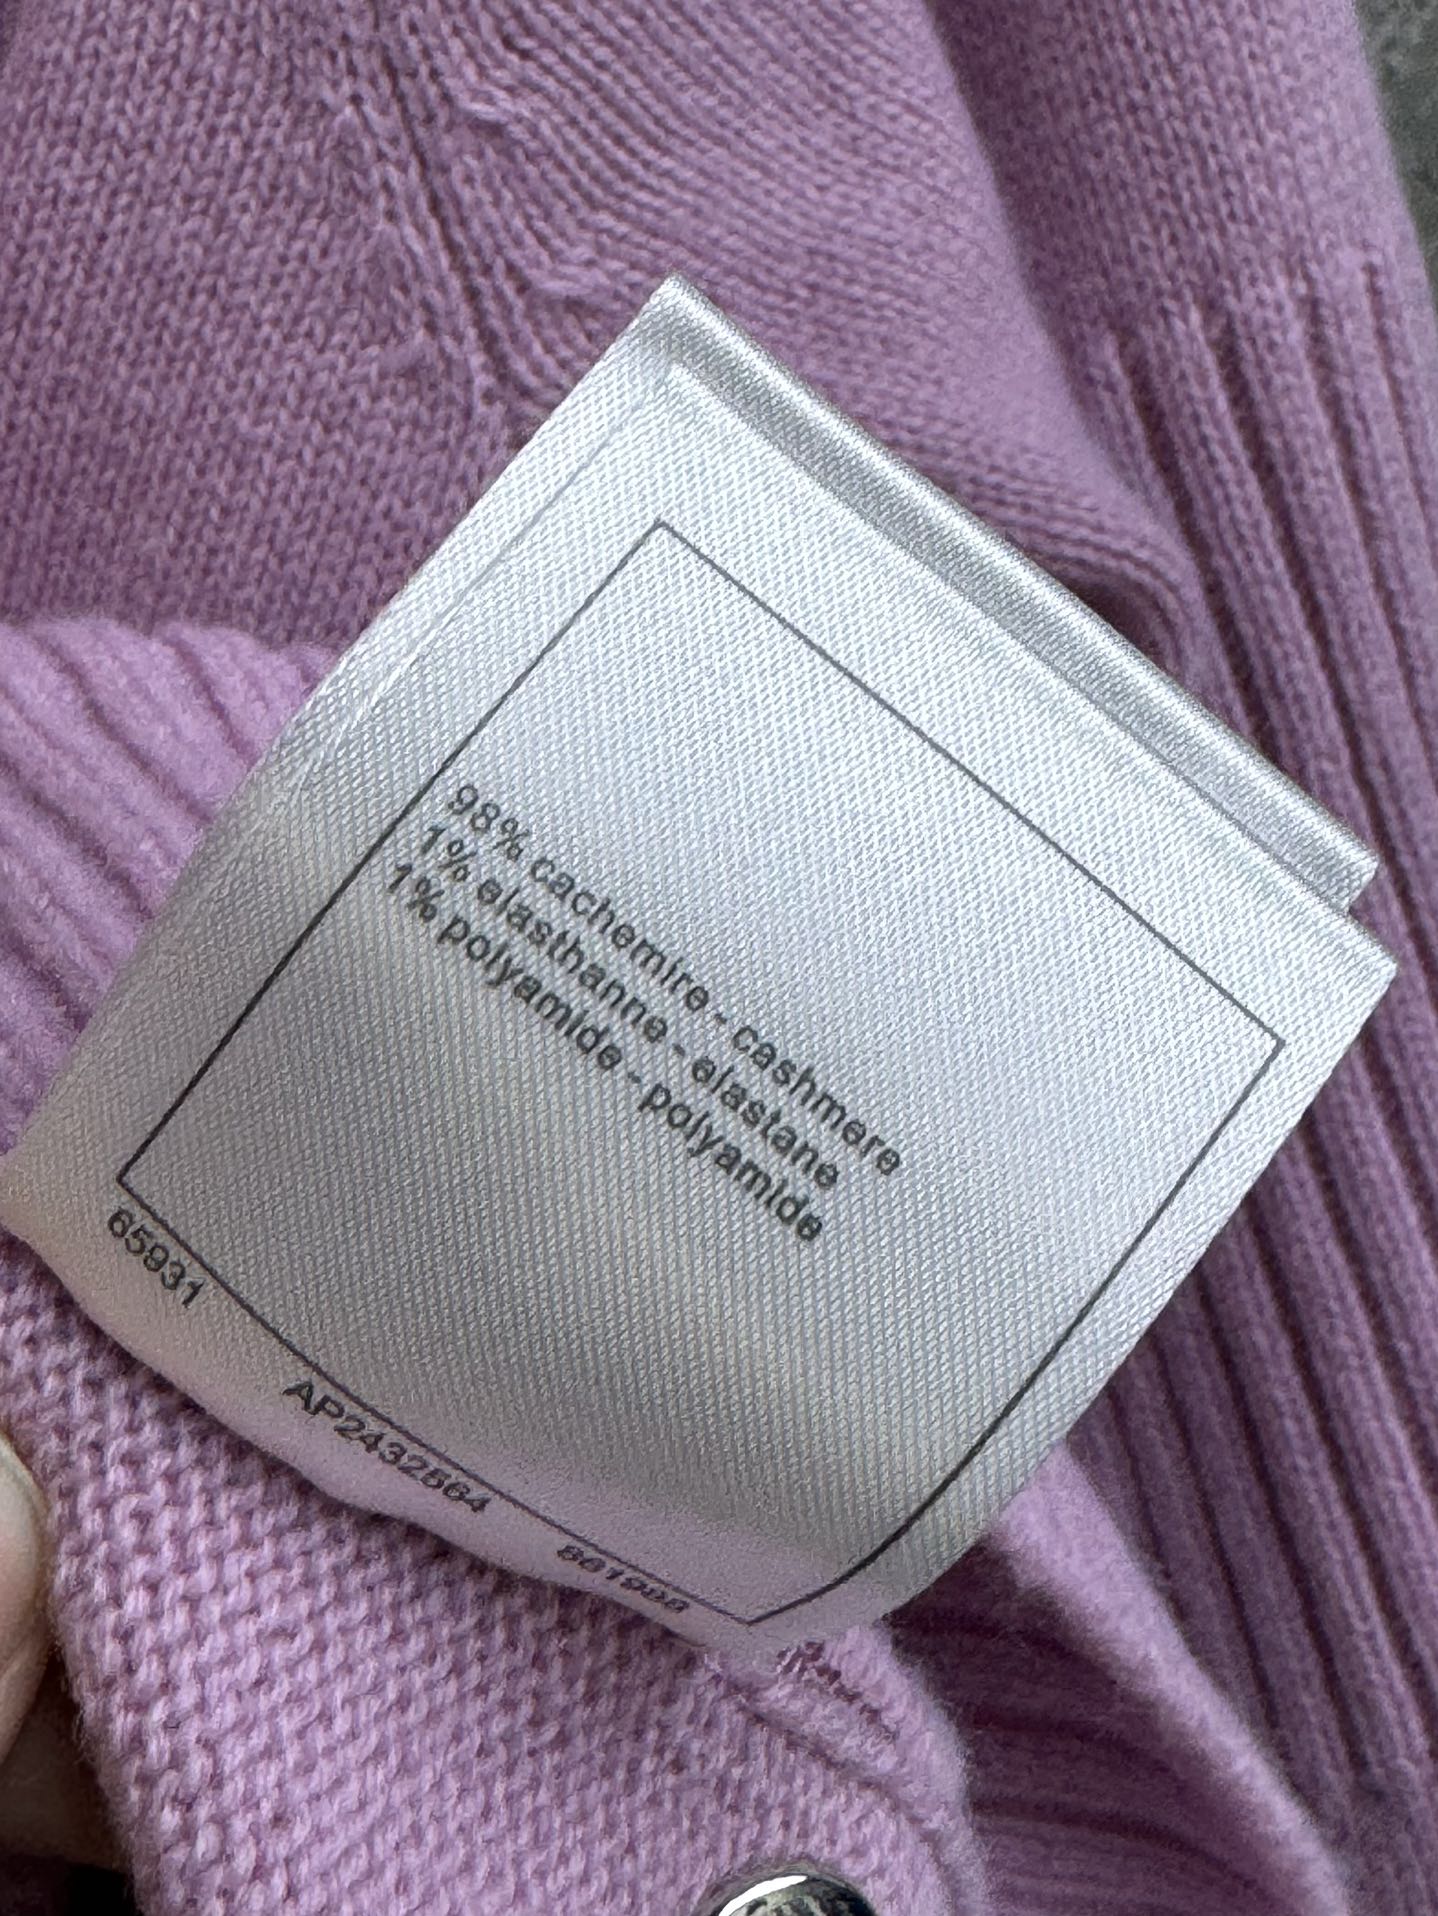 98% cachemire - cashmere
1% elasthanne - elastane
1% polyamide - polyamide
65931
AP2432564